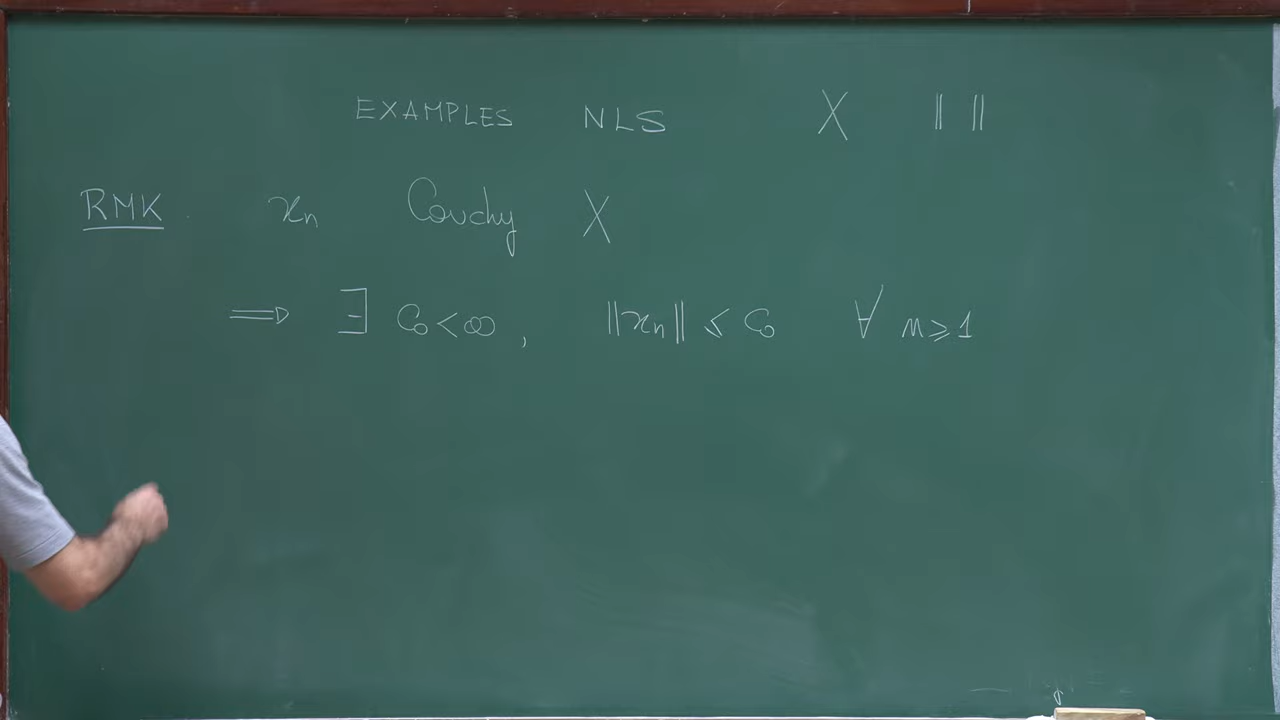 EXAMPLES NLS X || ||
RMK. xn Cauchy X
⟹ ∃ C0 < ∞, ||xn|| ≤ C0 ∀ n ≥ 1